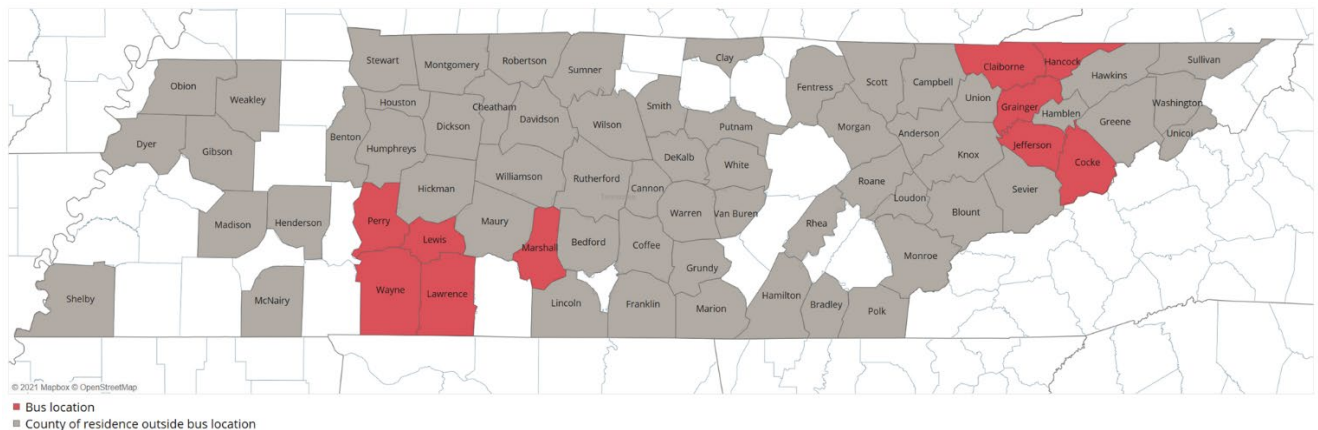 Stewart
Montgomery
Robertson
Sumner
Clay
Scott
Campbell
Claiborne
Hancock
Hawkins
Sullivan
Obion
Weakley
Houston
Cheatham
Smith
Fentress
Union
Grainger
Hamblen
Washington
Benton
Dickson
Davidson
Wilson
Putnam
Morgan
Anderson
Greene
Unicoi
Dyer
Gibson
Humphreys
DeKalb
White
Knox
Jefferson
Cocke
Hickman
Williamson
Rutherford
Cannon
Roane
Loudon
Sevier
Madison
Henderson
Perry
Lewis
Maury
Marshall
Bedford
Coffee
Warren
Van Buren
Rhea
Blount
Monroe
Shelby
McNairy
Wayne
Lawrence
Lincoln
Franklin
Grundy
Marion
Hamilton
Bradley
Polk
© 2021 Mapbox © OpenStreetMap
Bus location
County of residence outside bus location